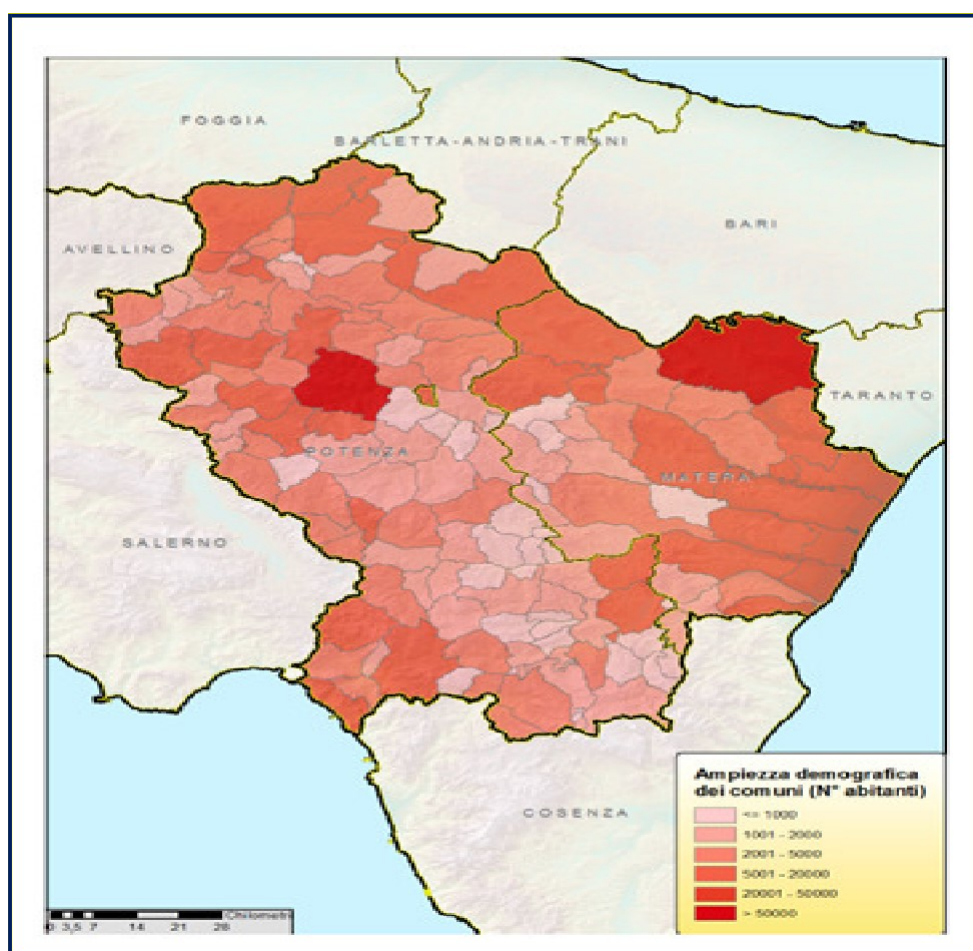 FOGGIA
BARLETTA-ANDRIA-TRANI
BARI
AVELLINO
TARANTO
POTENZA
MATERA
SALERNO
COSENZA
Ampiezza demografica
dei comuni (N° abitanti)
<= 1000
1001 - 2000
2001 - 5000
5001 - 20000
20001 - 50000
> 50000
Chilometri
0 3,5 7 14 21 28